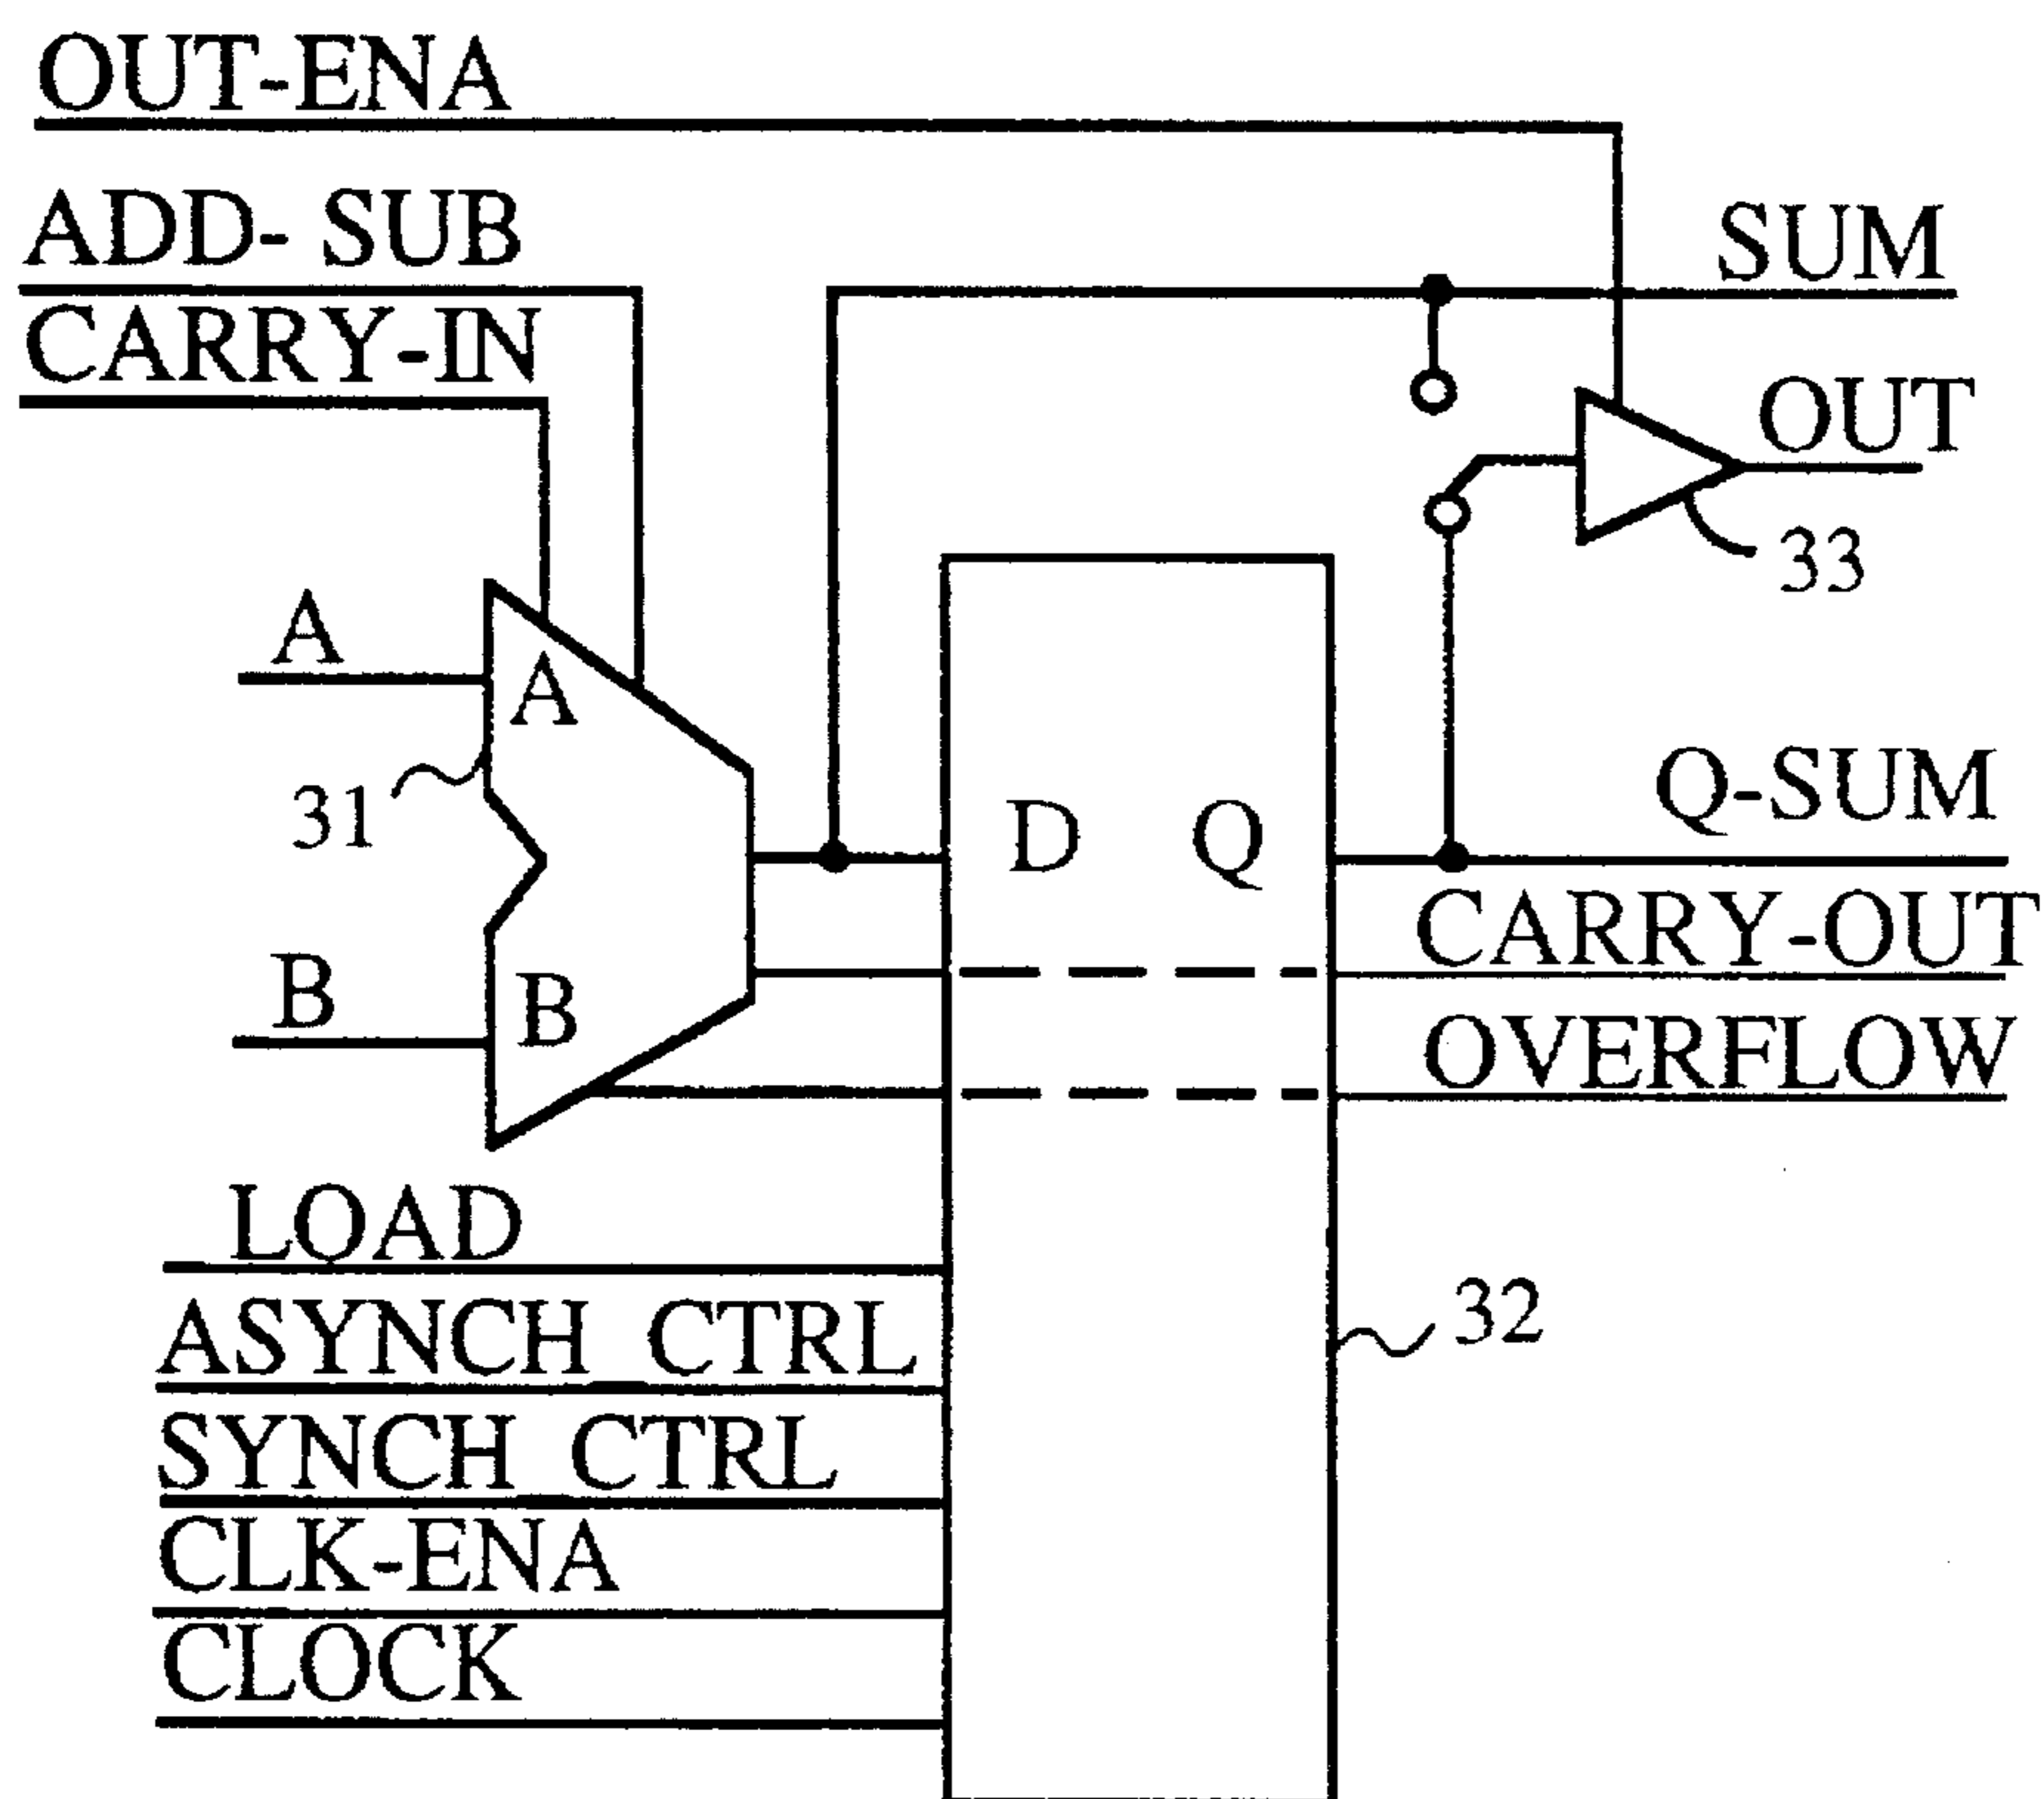 OUT-ENA
ADD- SUB
SUM
CARRY-IN
OUT
33
A
A
31
D Q
Q-SUM
CARRY-OUT
B
B
OVERFLOW
LOAD
32
ASYNCH CTRL
SYNCH CTRL
CLK-ENA
CLOCK